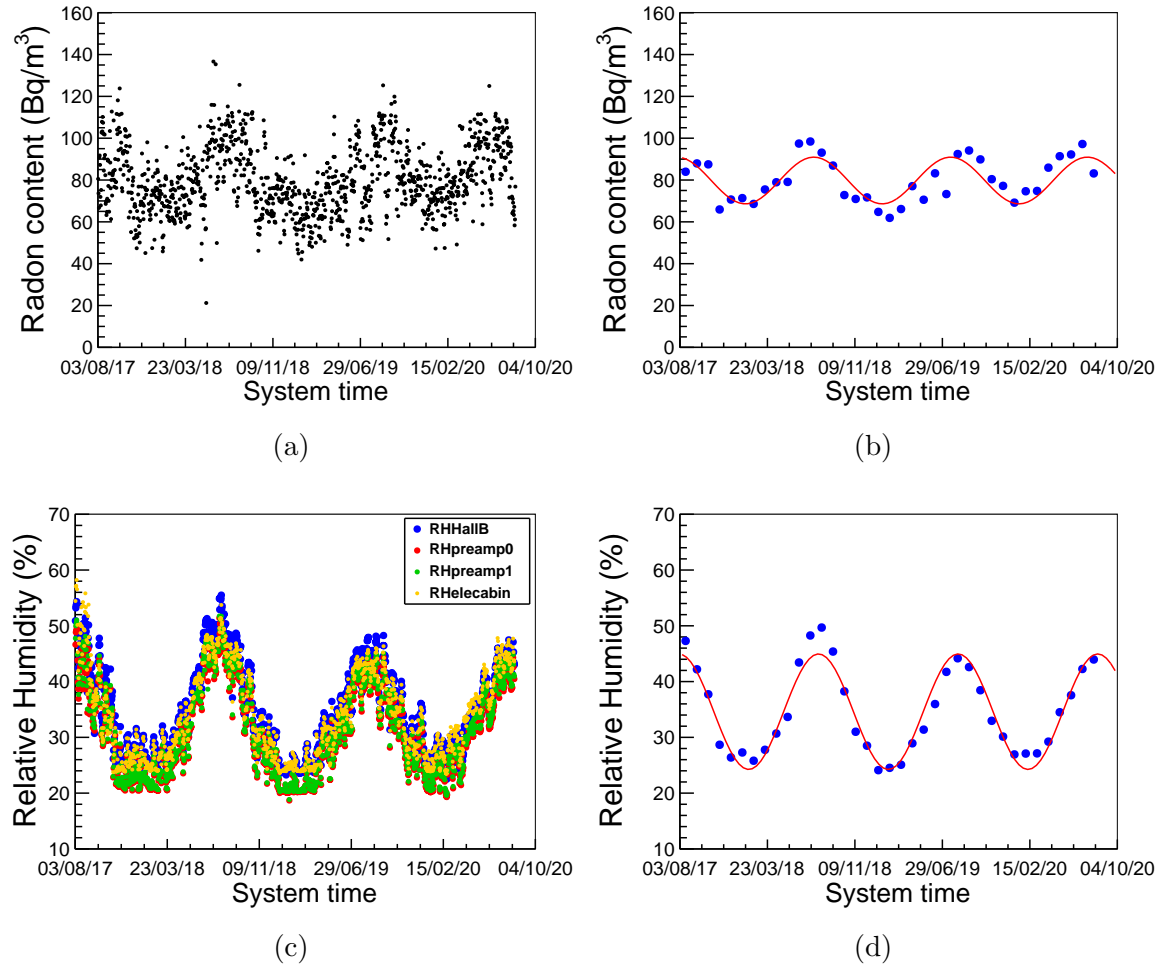 Radon content (Bq/m³)
160
140
120
100
80
60
40
20
0
03/08/17 23/03/18 09/11/18 29/06/19 15/02/20 04/10/20
System time
(a)
Radon content (Bq/m³)
160
140
120
100
80
60
40
20
0
03/08/17 23/03/18 09/11/18 29/06/19 15/02/20 04/10/20
System time
(b)
Relative Humidity (%)
70
60
50
40
30
20
10
RHHallB
RHpreamp0
RHpreamp1
RHelecabin
03/08/17 23/03/18 09/11/18 29/06/19 15/02/20 04/10/20
System time
(c)
Relative Humidity (%)
70
60
50
40
30
20
10
03/08/17 23/03/18 09/11/18 29/06/19 15/02/20 04/10/20
System time
(d)